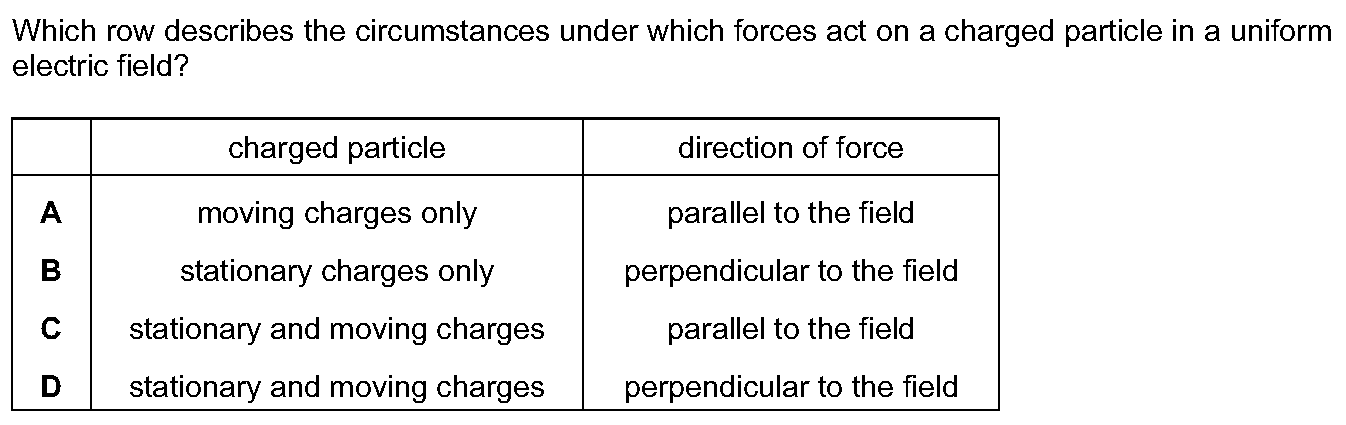 Which row describes the circumstances under which forces act on a charged particle in a uniform
electric field?
charged particle direction of force
A moving charges only parallel to the field
B stationary charges only perpendicular to the field
C stationary and moving charges parallel to the field
D stationary and moving charges perpendicular to the field